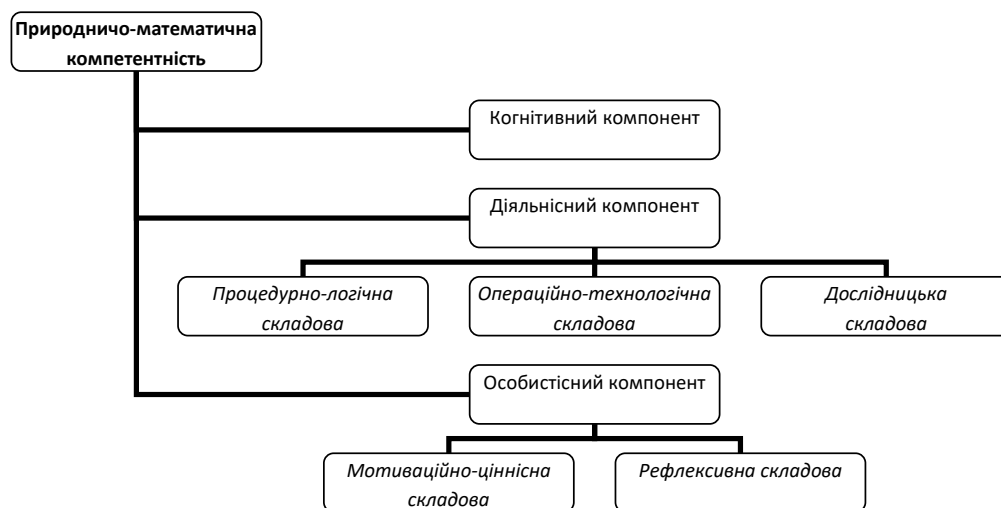 Природничо-математична
компетентність
Когнітивний компонент
Діяльнісний компонент
Процедурно-логічна
складова
Операційно-технологічна
складова
Дослідницька
складова
Особистісний компонент
Мотиваційно-ціннісна
складова
Рефлексивна складова